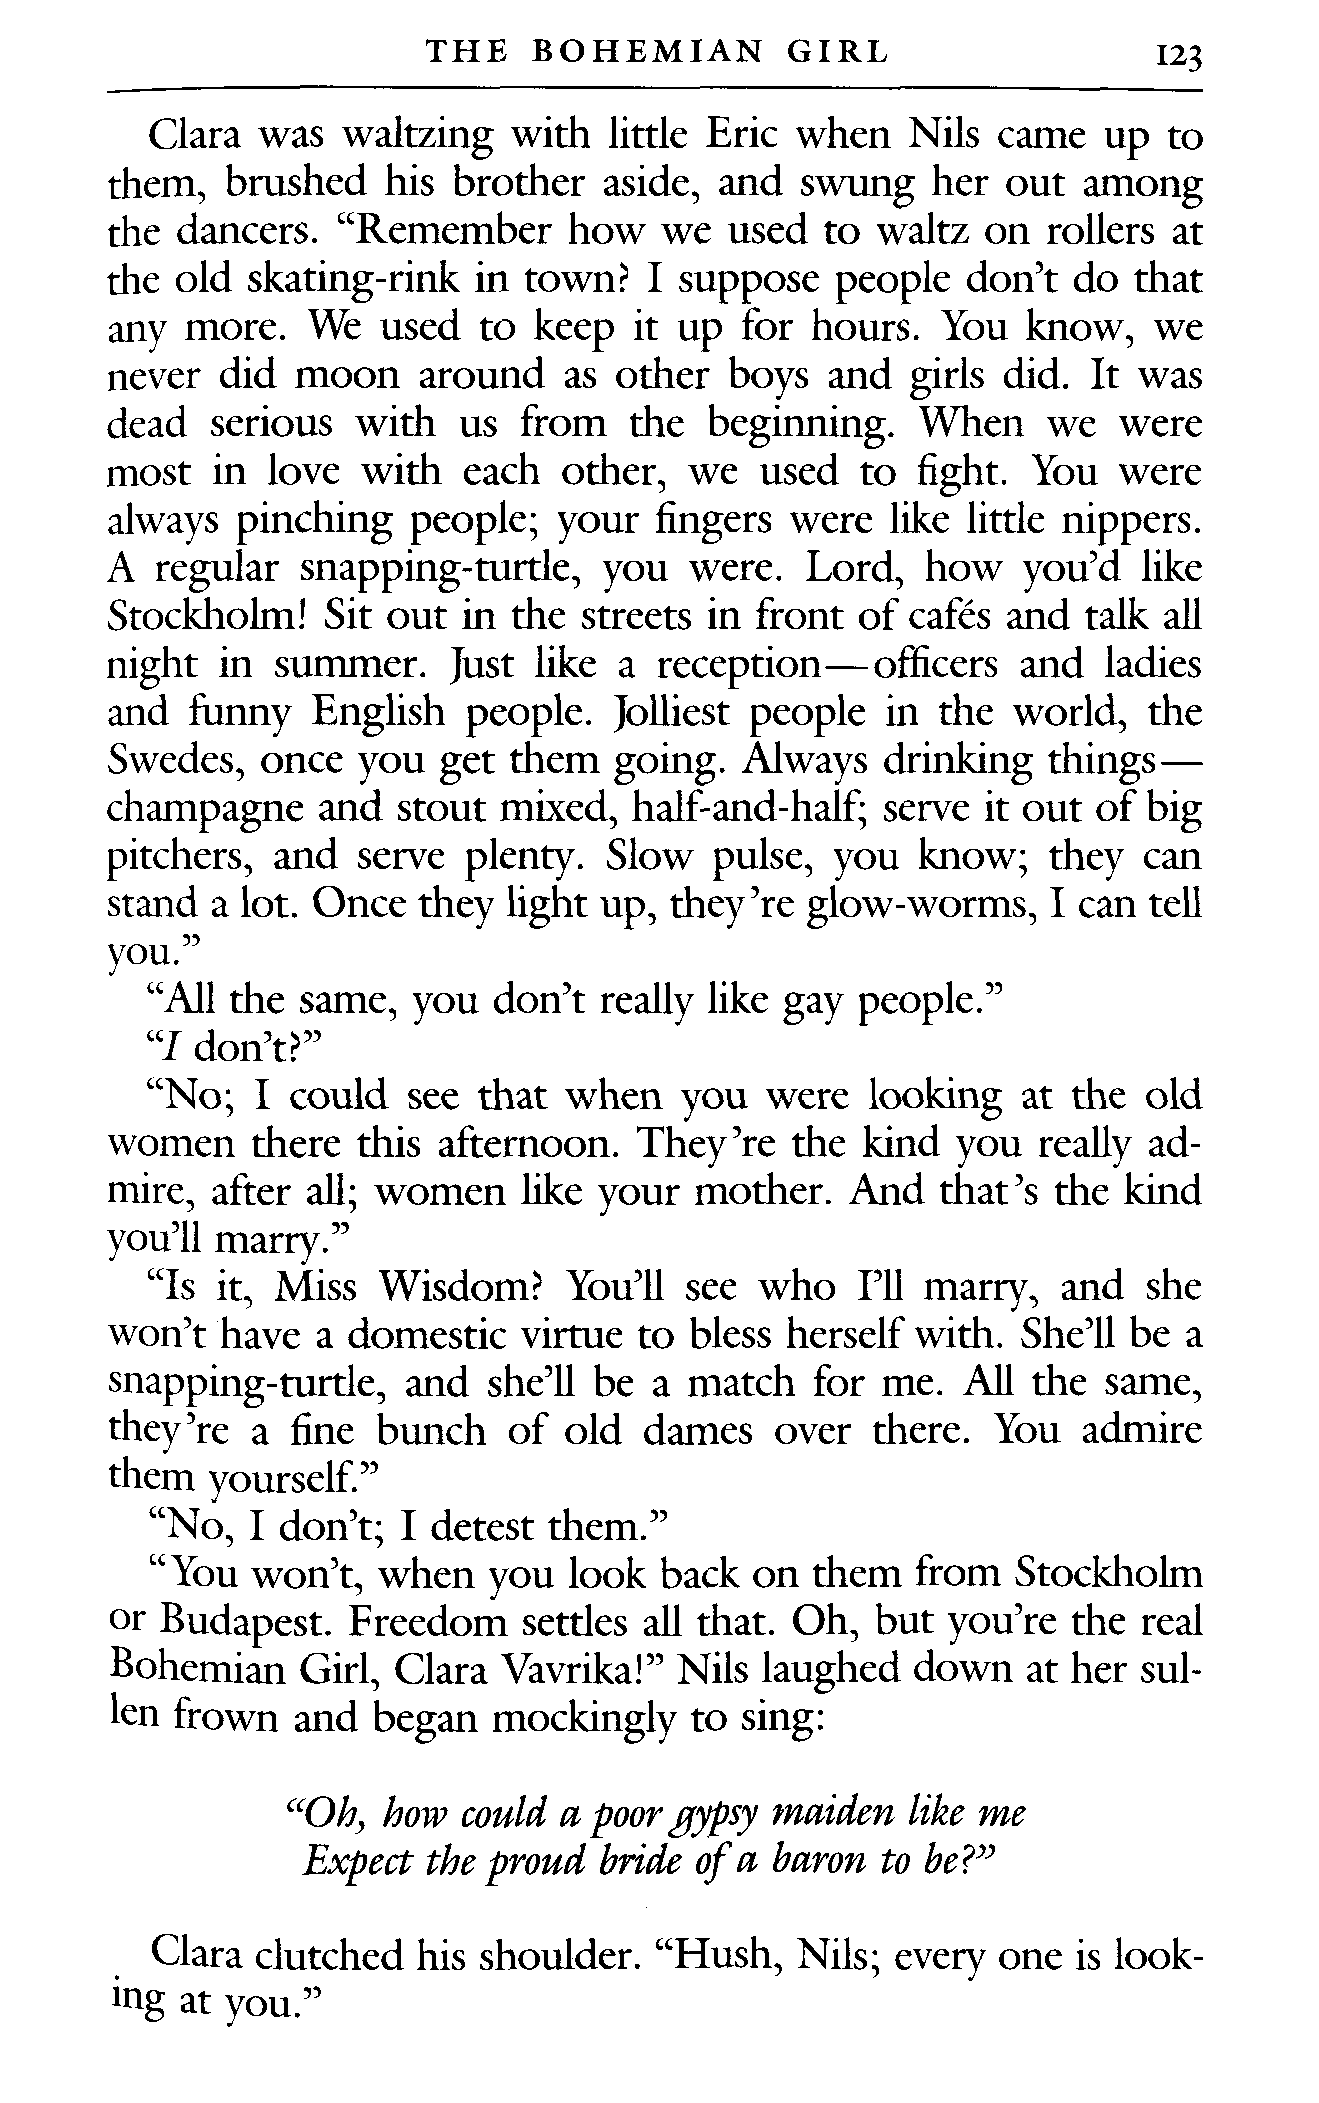 THE BOHEMIAN GIRL 123
Clara was waltzing with little Eric when Nils came up to
them, brushed his brother aside, and swung her out among
the dancers. “Remember how we used to waltz on rollers at
the old skating-rink in town? I suppose people don’t do that
any more. We used to keep it up for hours. You know, we
never did moon around as other boys and girls did. It was
dead serious with us from the beginning. When we were
most in love with each other, we used to fight. You were
always pinching people; your fingers were like little nippers.
A regular snapping-turtle, you were. Lord, how you’d like
Stockholm! Sit out in the streets in front of cafés and talk all
night in summer. Just like a reception—officers and ladies
and funny English people. Jolliest people in the world, the
Swedes, once you get them going. Always drinking things—
champagne and stout mixed, half-and-half; serve it out of big
pitchers, and serve plenty. Slow pulse, you know; they can
stand a lot. Once they light up, they’re glow-worms, I can tell
you.”
“All the same, you don’t really like gay people.”
“I don’t?”
“No; I could see that when you were looking at the old
women there this afternoon. They’re the kind you really ad-
mire, after all; women like your mother. And that’s the kind
you’ll marry.”
“Is it, Miss Wisdom? You’ll see who I’ll marry, and she
won’t have a domestic virtue to bless herself with. She’ll be a
snapping-turtle, and she’ll be a match for me. All the same,
they’re a fine bunch of old dames over there. You admire
them yourself.”
“No, I don’t; I detest them.”
“You won’t, when you look back on them from Stockholm
or Budapest. Freedom settles all that. Oh, but you’re the real
Bohemian Girl, Clara Vavrika!” Nils laughed down at her sul-
len frown and began mockingly to sing:
“Oh, how could a poor gypsy maiden like me
Expect the proud bride of a baron to be?”
Clara clutched his shoulder. “Hush, Nils; every one is look-
ing at you.”